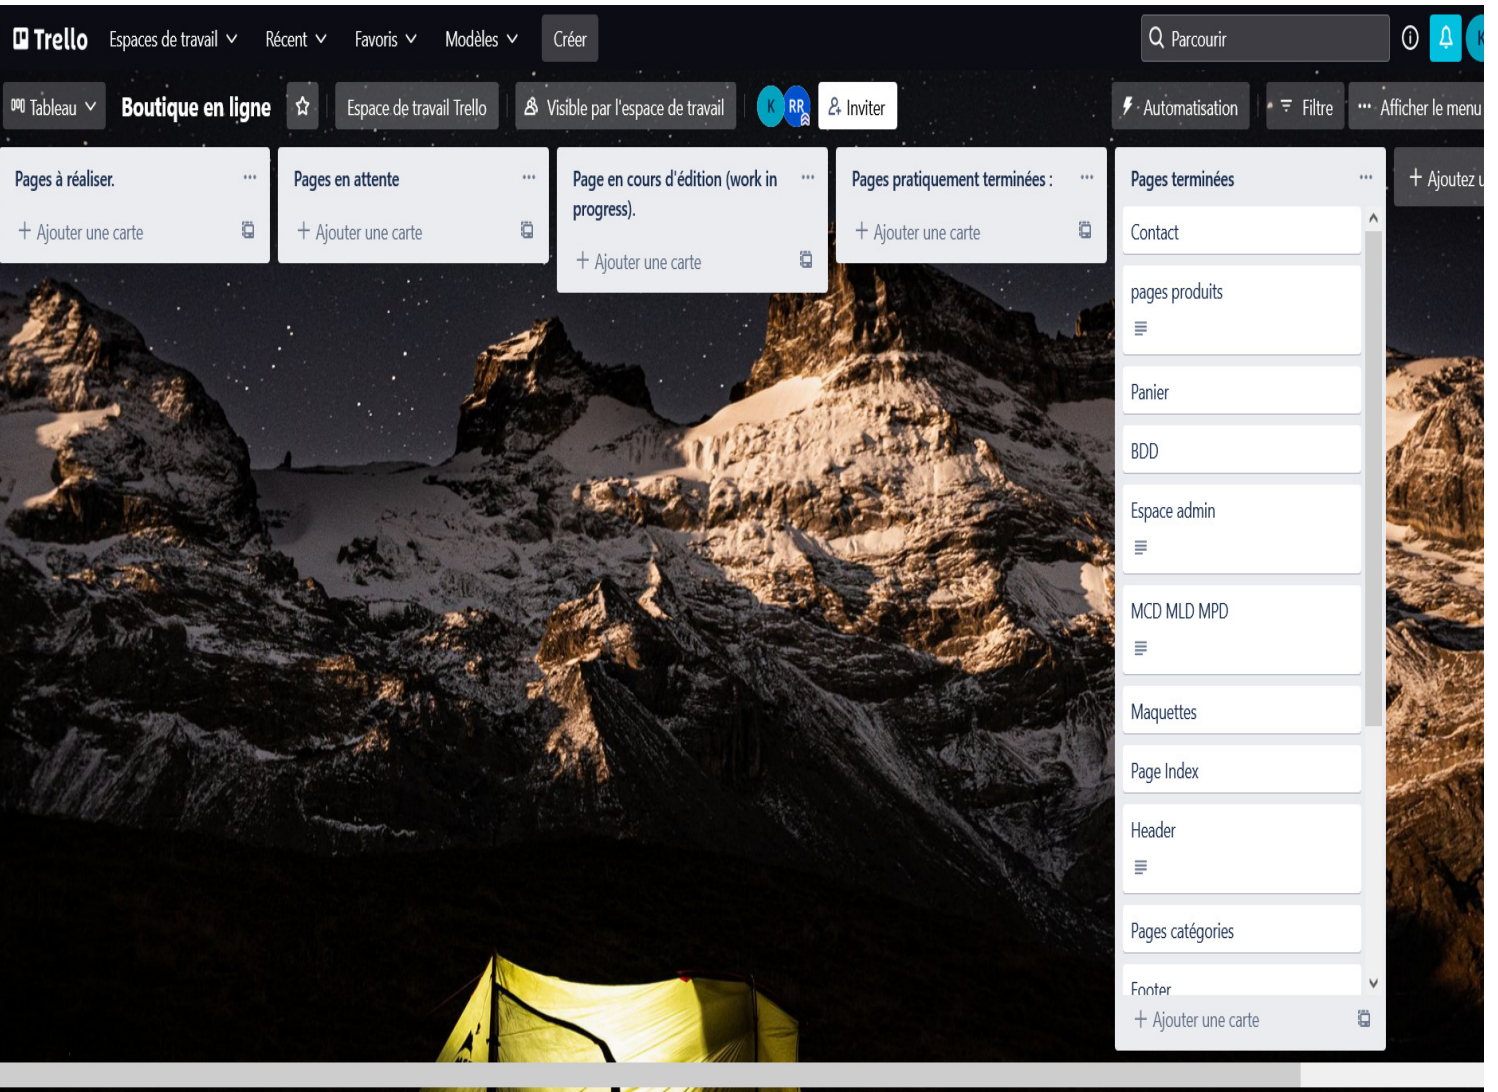 Trello Espaces de travail Récent Favoris Modèles Créer Parcourir K
Tableau Boutique en ligne Espace de travail Trello Visible par l'espace de travail K RR Inviter Automatisation Filtre ··· Afficher le menu
Pages à réaliser. ···
+ Ajouter une carte
Pages en attente ···
+ Ajouter une carte
Page en cours d'édition (work in ···
progress).
+ Ajouter une carte
Pages pratiquement terminées : ···
+ Ajouter une carte
Pages terminées ···
Contact
pages produits
Panier
BDD
Espace admin
MCD MLD MPD
Maquettes
Page Index
Header
Pages catégories
Footer
+ Ajouter une carte
+ Ajoutez u